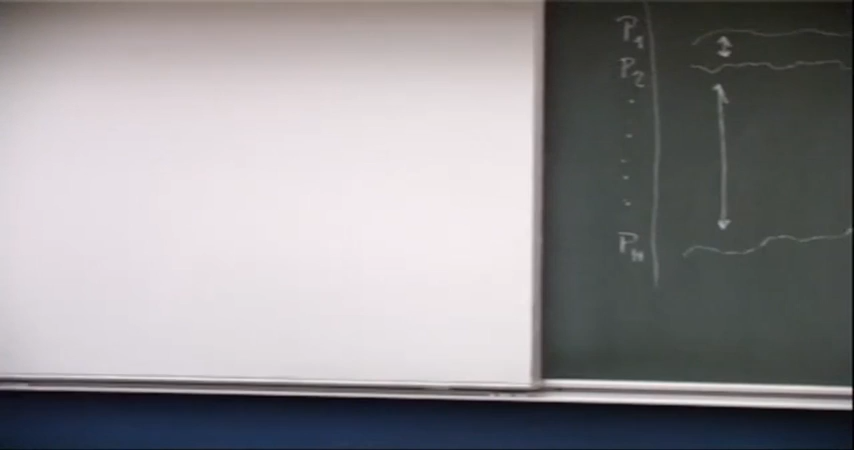 P₁
P₂
.
.
.
.
.
Pₙ